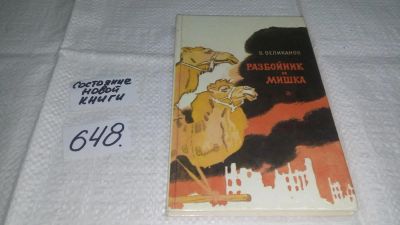 состояние
новой
книги
648.
В. ВЕЛИКАНОВ
РАЗБОЙНИК
И
МИШКА